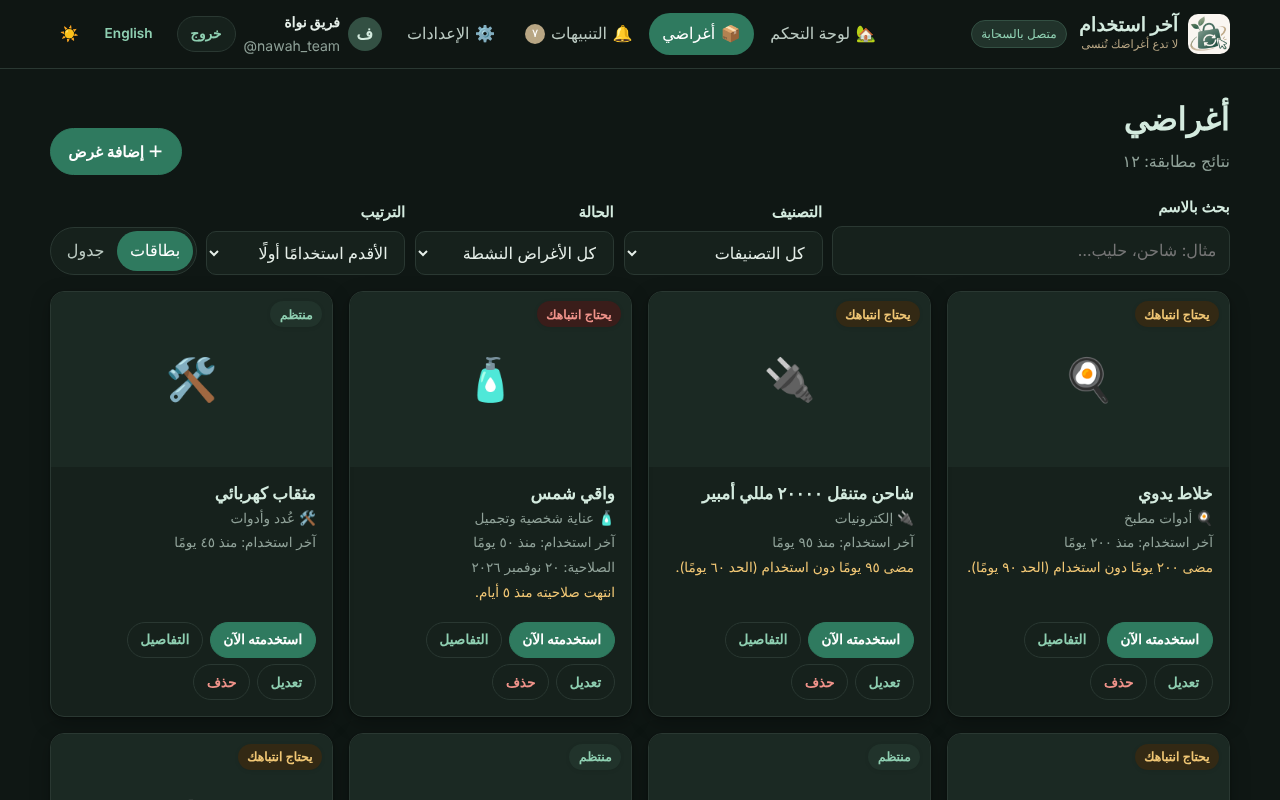 آخر استخدام
لا تدع أغراضك تُنسى
متصل بالسحابة
🏡 لوحة التحكم
📦 أغراضي
🔔 التنبيهات ٧
⚙️ الإعدادات
ف
فريق نواة
@nawah_team
خروج
English
أغراضي
نتائج مطابقة: ١٢
+ إضافة غرض
بحث بالاسم
مثال: شاحن، حليب...
التصنيف
كل التصنيفات
الحالة
كل الأغراض النشطة
الترتيب
الأقدم استخدامًا أولًا
بطاقات
جدول
يحتاج انتباهك
خلاط يدوي
🍳 أدوات مطبخ
آخر استخدام: منذ ٢٠٠ يومًا
مضى ٢٠٠ يومًا دون استخدام (الحد ٩٠ يومًا).
استخدمته الآن
التفاصيل
تعديل
حذف
يحتاج انتباهك
شاحن متنقل ٢٠٠٠٠ مللي أمبير
🔌 إلكترونيات
آخر استخدام: منذ ٩٥ يومًا
مضى ٩٥ يومًا دون استخدام (الحد ٦٠ يومًا).
استخدمته الآن
التفاصيل
تعديل
حذف
يحتاج انتباهك
واقي شمس
🧴 عناية شخصية وتجميل
آخر استخدام: منذ ٥٠ يومًا
الصلاحية: ٢٠ نوفمبر ٢٠٢٦
انتهت صلاحيته منذ ٥ أيام.
استخدمته الآن
التفاصيل
تعديل
حذف
منتظم
مثقاب كهربائي
🛠️ عُدد وأدوات
آخر استخدام: منذ ٤٥ يومًا
استخدمته الآن
التفاصيل
تعديل
حذف
يحتاج انتباهك
منتظم
منتظم
يحتاج انتباهك